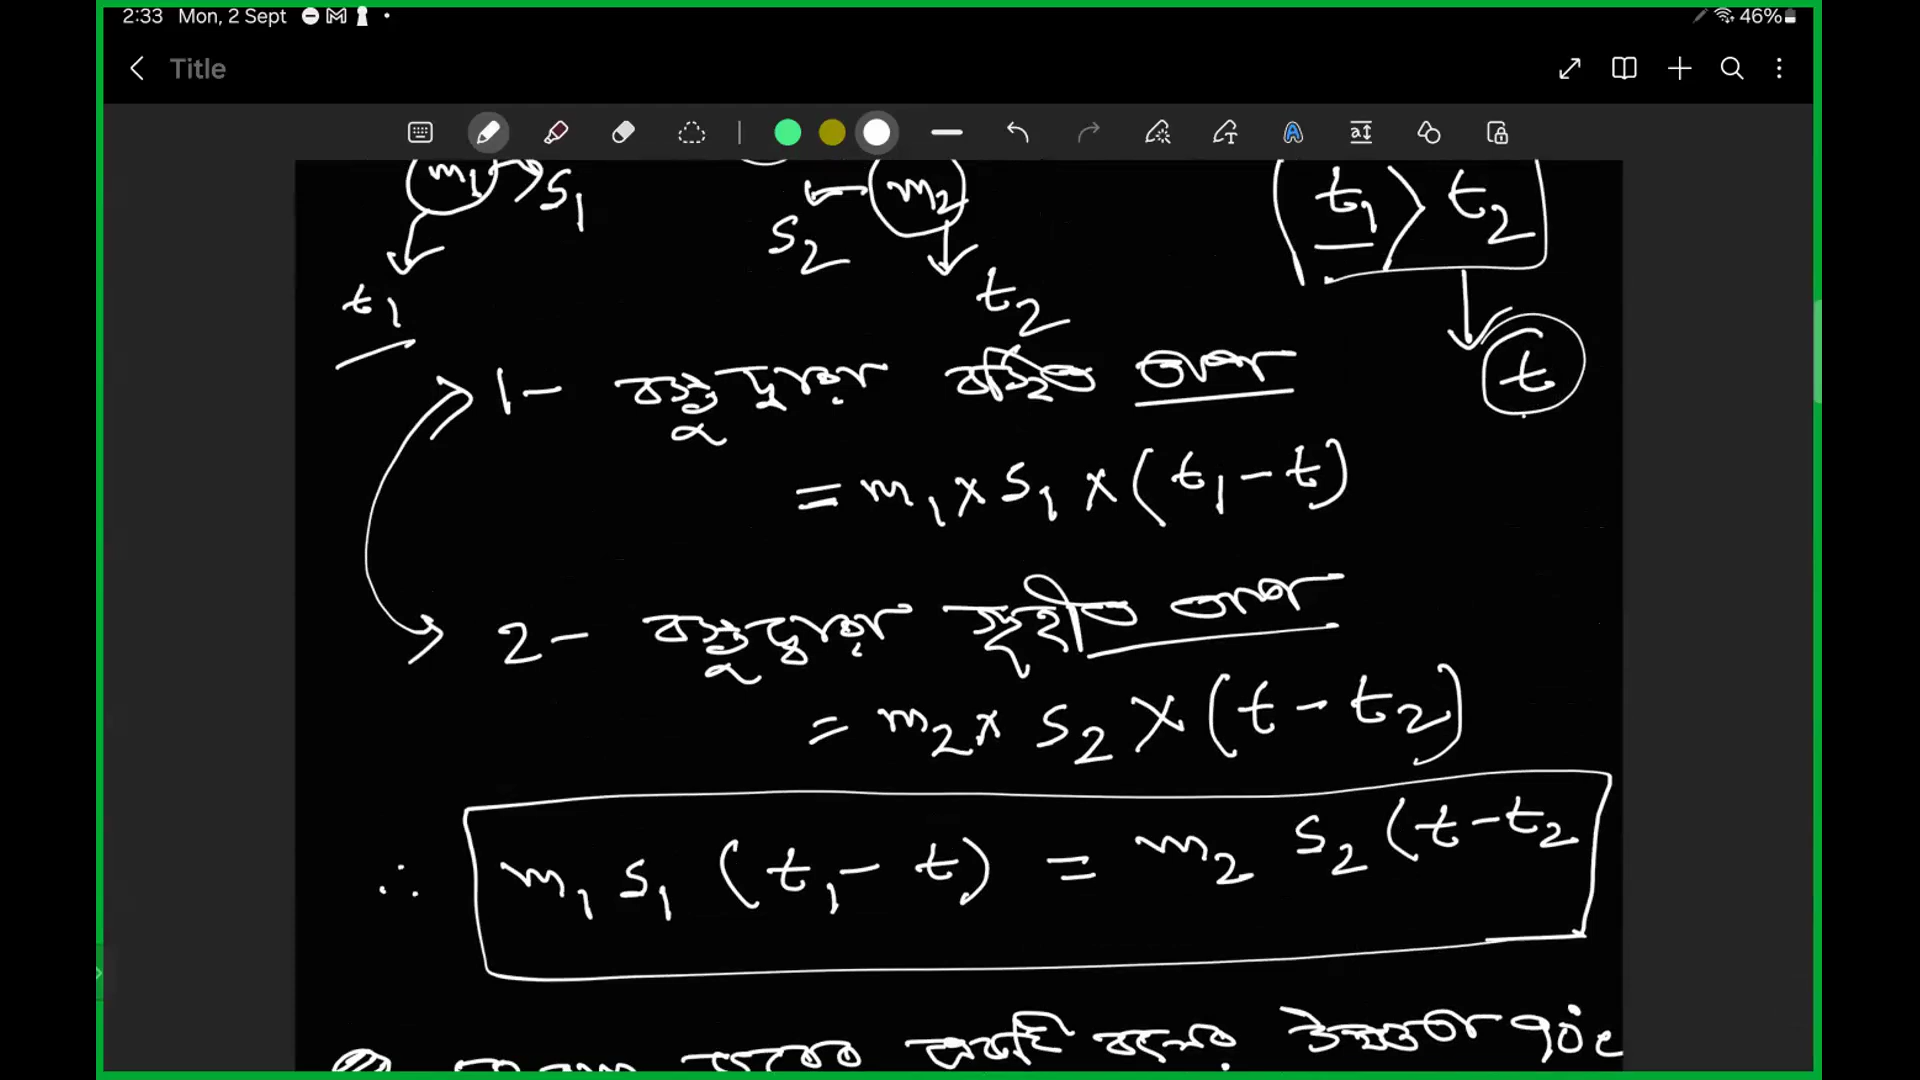 2:33 Mon, 2 Sept 46%
Title
m₁ s₁ m₂ t₁ > t₂
s₂
t₁ t₂ t
1 - বস্তু দ্বারা বর্জিত তাপ
= m₁ × s₁ × (t₁ - t)
2 - বস্তু দ্বারা গৃহীত তাপ
= m₂ × s₂ × (t - t₂)
∴ m₁ s₁ (t₁ - t) = m₂ s₂ (t - t₂